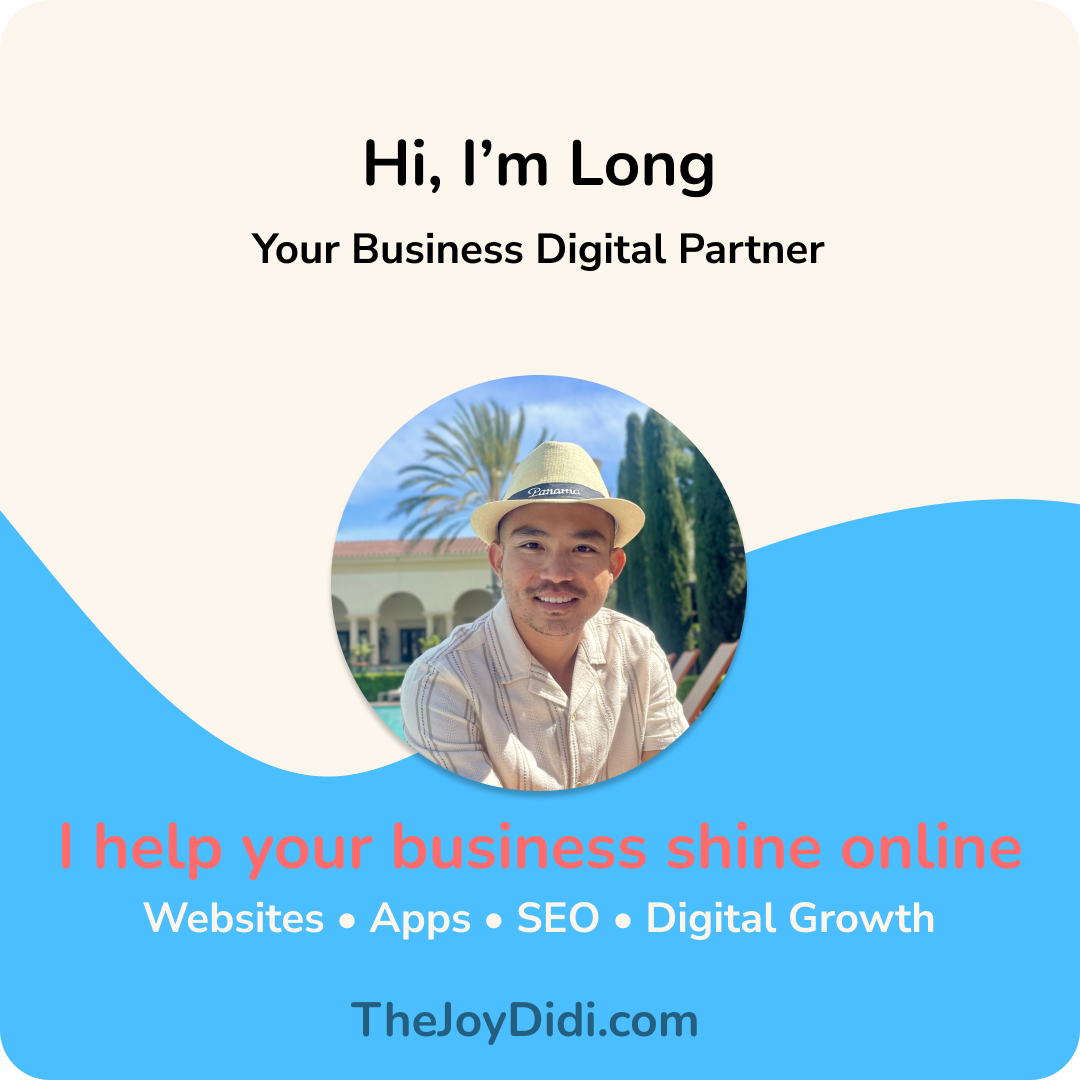 Hi, I’m Long
Your Business Digital Partner
Panama
I help your business shine online
Websites • Apps • SEO • Digital Growth
TheJoyDidi.com